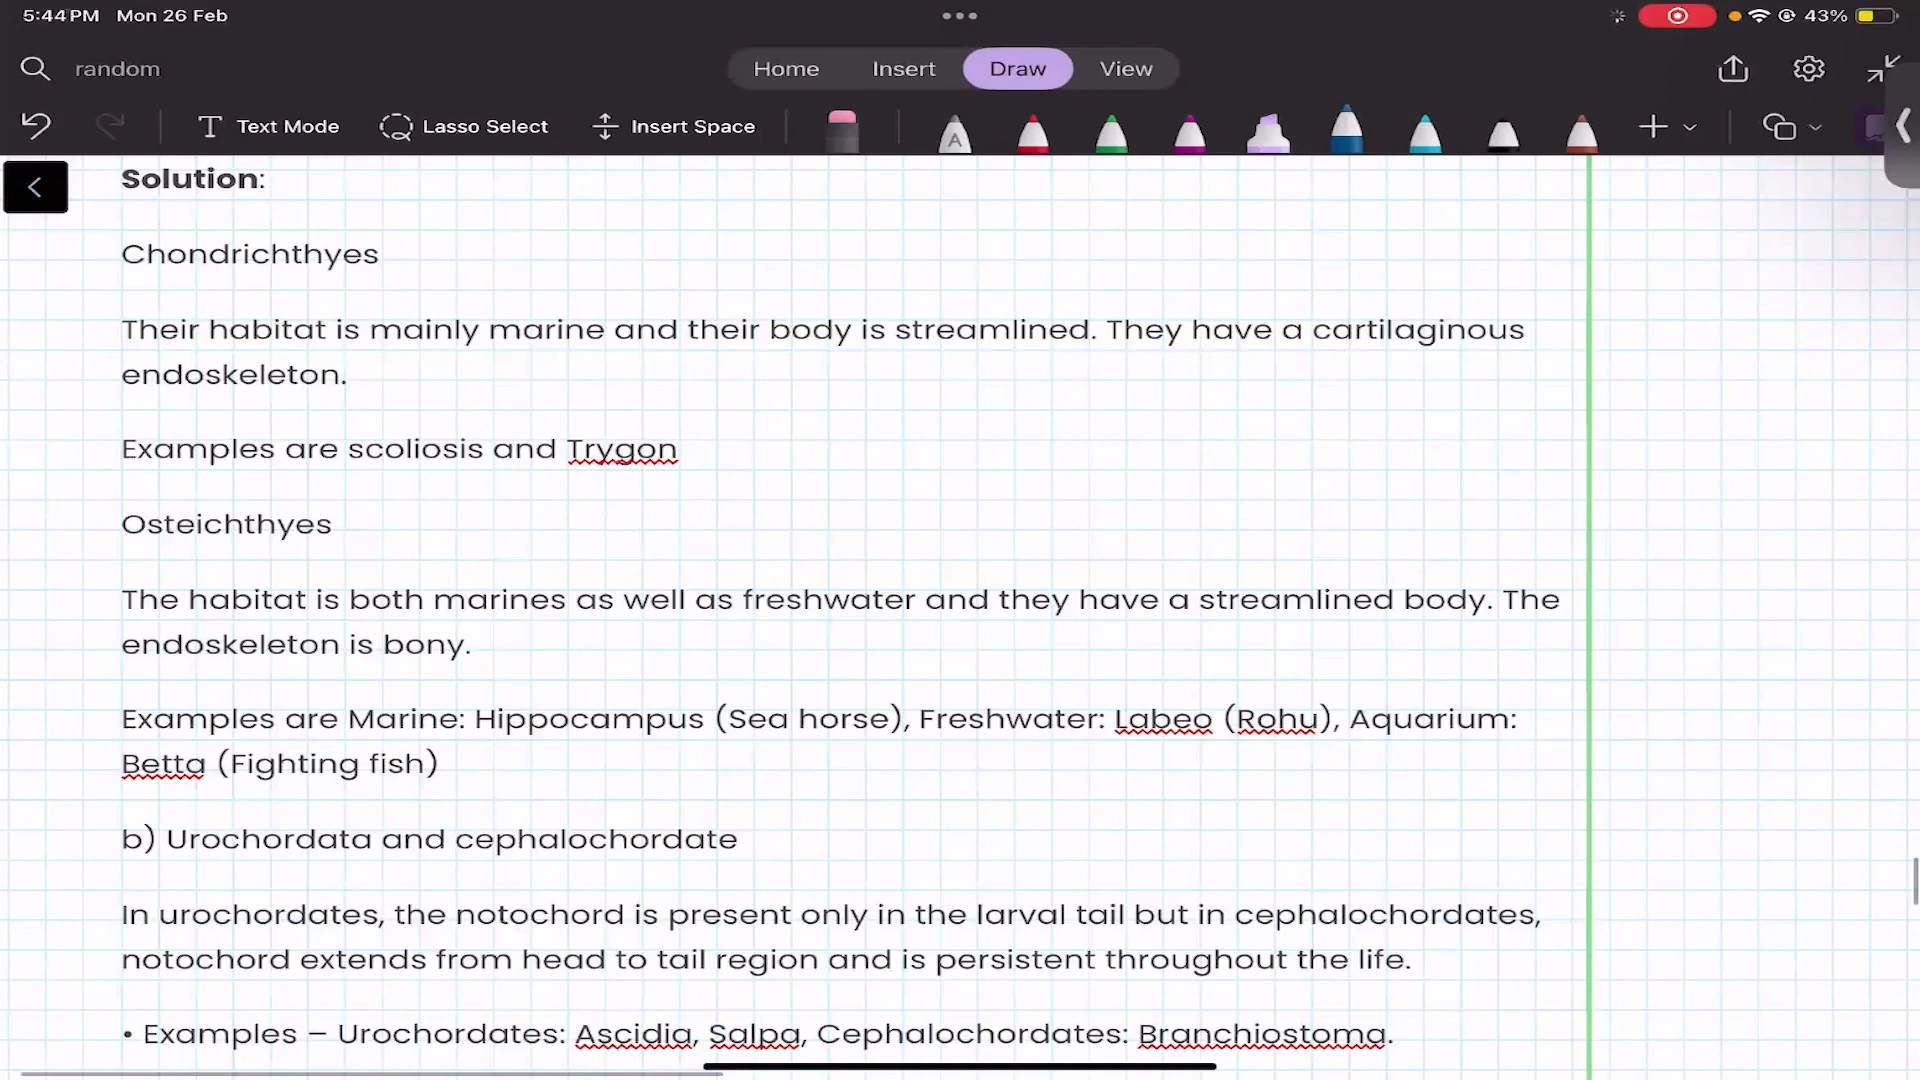 5:44 PM Mon 26 Feb
43%
random
Home Insert Draw View
Text Mode Lasso Select Insert Space
A
Solution:
Chondrichthyes
Their habitat is mainly marine and their body is streamlined. They have a cartilaginous
endoskeleton.
Examples are scoliosis and Trygon
Osteichthyes
The habitat is both marines as well as freshwater and they have a streamlined body. The
endoskeleton is bony.
Examples are Marine: Hippocampus (Sea horse), Freshwater: Labeo (Rohu), Aquarium:
Betta (Fighting fish)
b) Urochordata and cephalochordate
In urochordates, the notochord is present only in the larval tail but in cephalochordates,
notochord extends from head to tail region and is persistent throughout the life.
• Examples – Urochordates: Ascidia, Salpa, Cephalochordates: Branchiostoma.